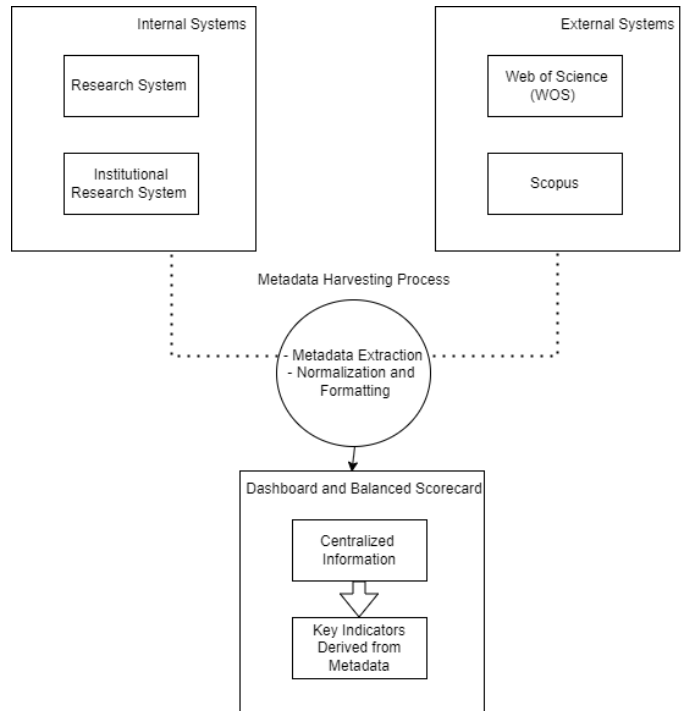 Internal Systems
Research System
Institutional
Research System
External Systems
Web of Science
(WOS)
Scopus
Metadata Harvesting Process
- Metadata Extraction
- Normalization and
Formatting
Dashboard and Balanced Scorecard
Centralized
Information
Key Indicators
Derived from
Metadata